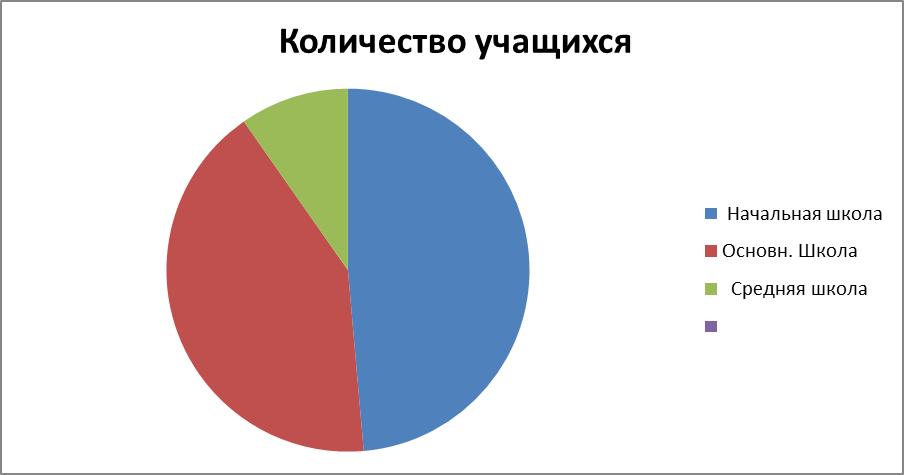 Количество учащихся
Начальная школа
Основн. Школа
Средняя школа